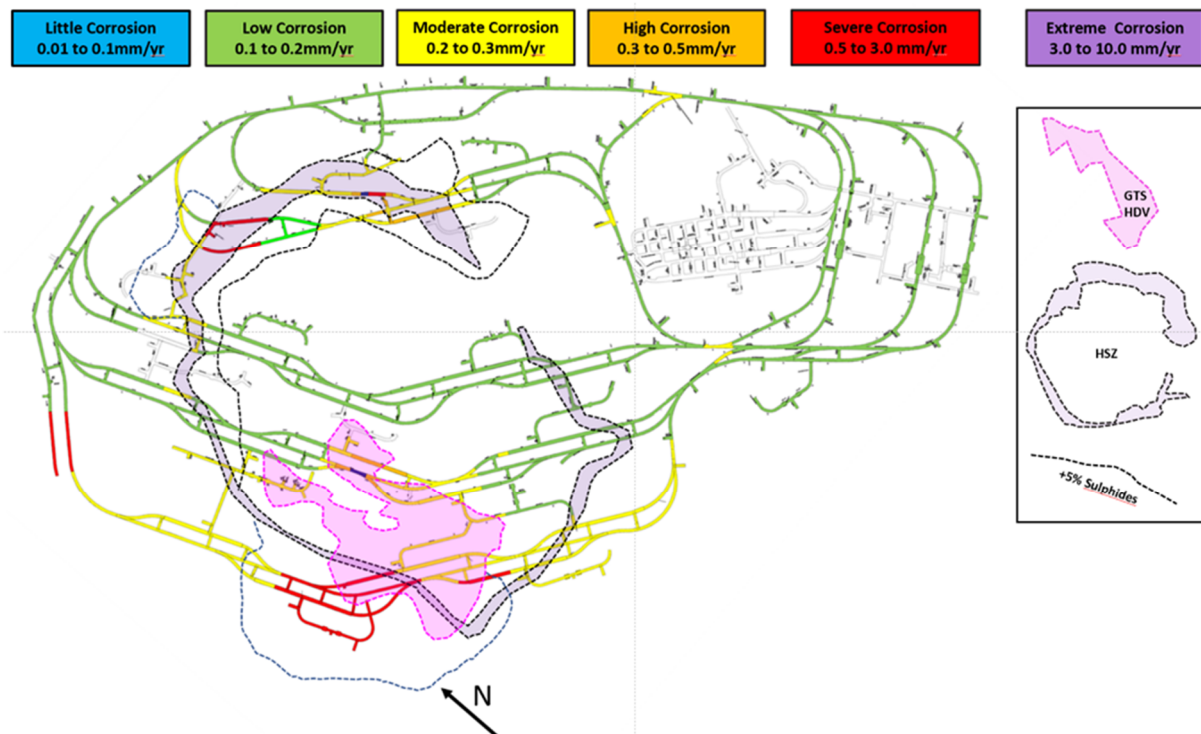 Little Corrosion
0.01 to 0.1mm/yr
Low Corrosion
0.1 to 0.2mm/yr
Moderate Corrosion
0.2 to 0.3mm/yr
High Corrosion
0.3 to 0.5mm/yr
Severe Corrosion
0.5 to 3.0 mm/yr
Extreme  Corrosion
3.0 to 10.0 mm/yr
GTS
HDV
HSZ
+5% Sulphides
N